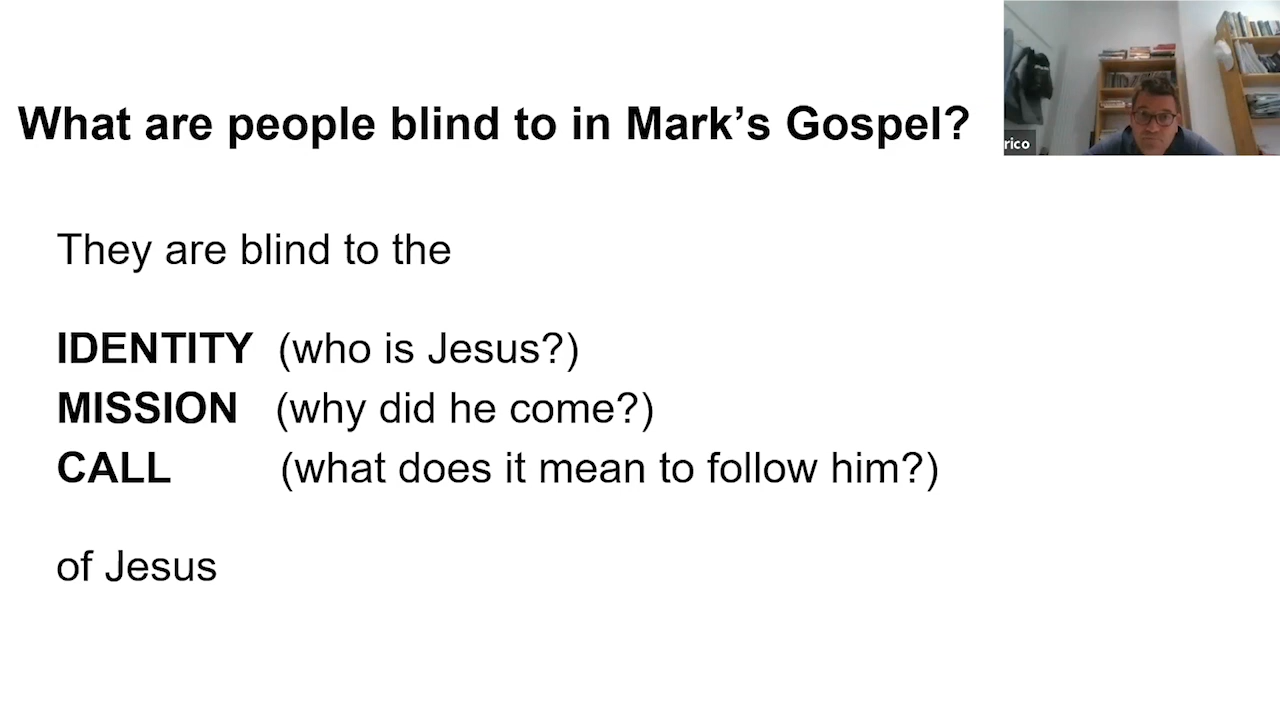 What are people blind to in Mark’s Gospel?
rico
They are blind to the
IDENTITY (who is Jesus?)
MISSION (why did he come?)
CALL (what does it mean to follow him?)
of Jesus